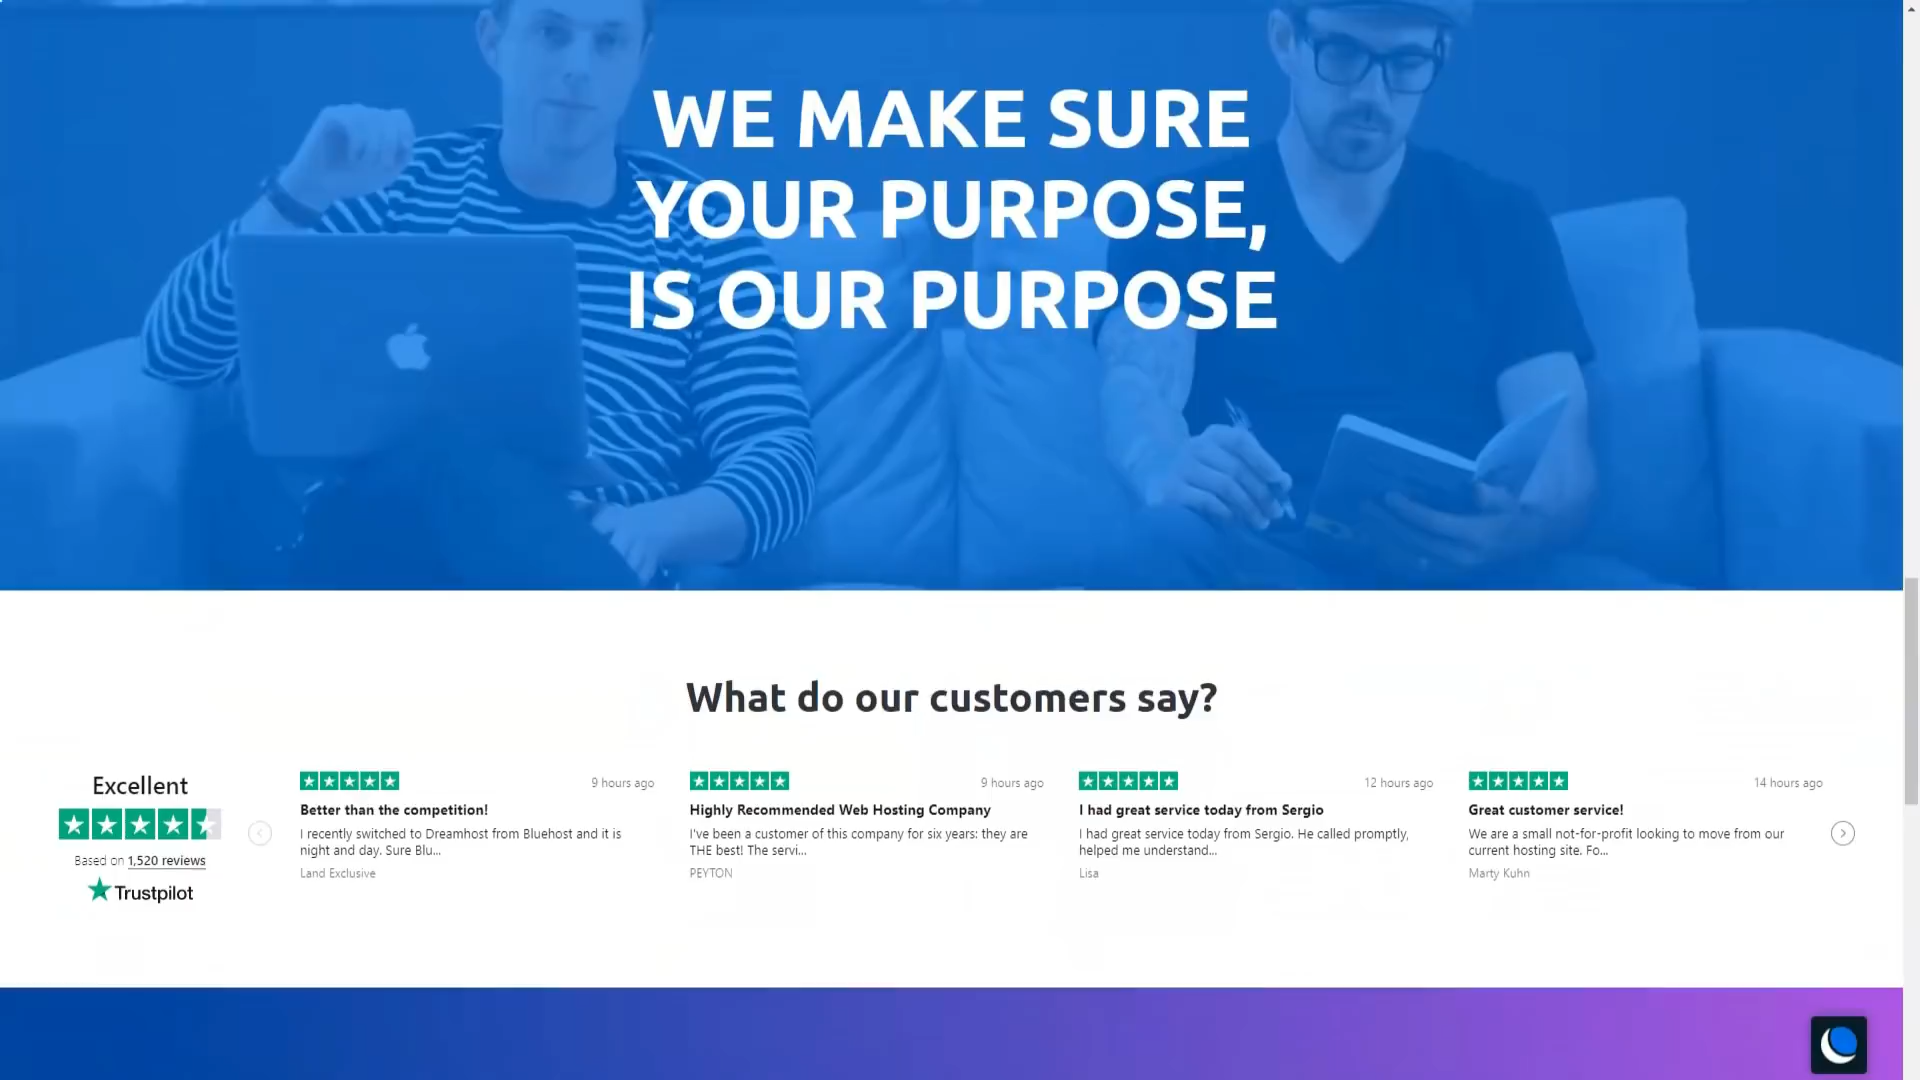 WE MAKE SURE
YOUR PURPOSE,
IS OUR PURPOSE
What do our customers say?
Excellent
Based on 1,520 reviews
Trustpilot
9 hours ago
Better than the competition!
I recently switched to Dreamhost from Bluehost and it is
night and day. Sure Blu...
Land Exclusive
9 hours ago
Highly Recommended Web Hosting Company
I've been a customer of this company for six years: they are
THE best! The servi...
PEYTON
12 hours ago
I had great service today from Sergio
I had great service today from Sergio. He called promptly,
helped me understand...
Lisa
14 hours ago
Great customer service!
We are a small not-for-profit looking to move from our
current hosting site. Fo...
Marty Kuhn